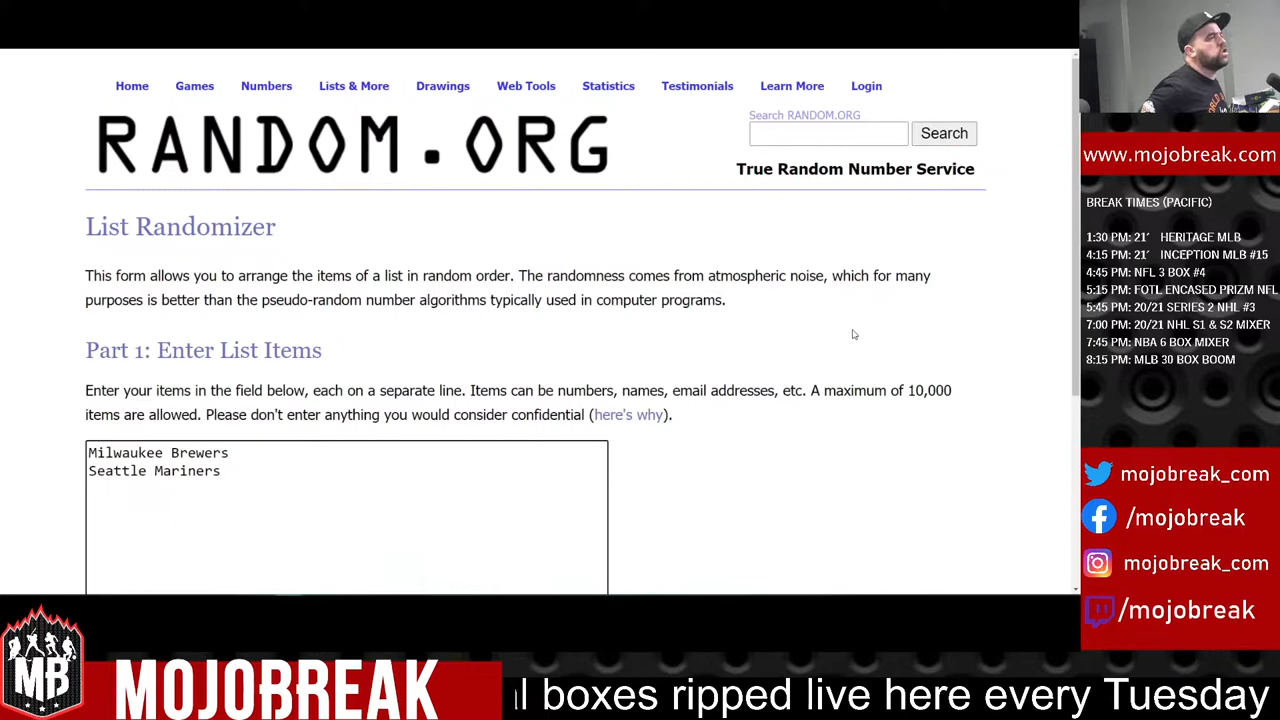 Home Games Numbers Lists & More Drawings Web Tools Statistics Testimonials Learn More Login
RANDOM.ORG
Search RANDOM.ORG
Search
True Random Number Service
List Randomizer
This form allows you to arrange the items of a list in random order. The randomness comes from atmospheric noise, which for many
purposes is better than the pseudo-random number algorithms typically used in computer programs.
Part 1: Enter List Items
Enter your items in the field below, each on a separate line. Items can be numbers, names, email addresses, etc. A maximum of 10,000
items are allowed. Please don't enter anything you would consider confidential (here's why).
Milwaukee Brewers
Seattle Mariners
www.mojobreak.com
BREAK TIMES (PACIFIC)
1:30 PM: 21' HERITAGE MLB
4:15 PM: 21' INCEPTION MLB #15
4:45 PM: NFL 3 BOX #4
5:15 PM: FOTL ENCASED PRIZM NFL
5:45 PM: 20/21 SERIES 2 NHL #3
7:00 PM: 20/21 NHL S1 & S2 MIXER
7:45 PM: NBA 6 BOX MIXER
8:15 PM: MLB 30 BOX BOOM
mojobreak_com
/mojobreak
mojobreak_com
/mojobreak
MB
MOJOBREAK
boxes ripped live here every Tuesday